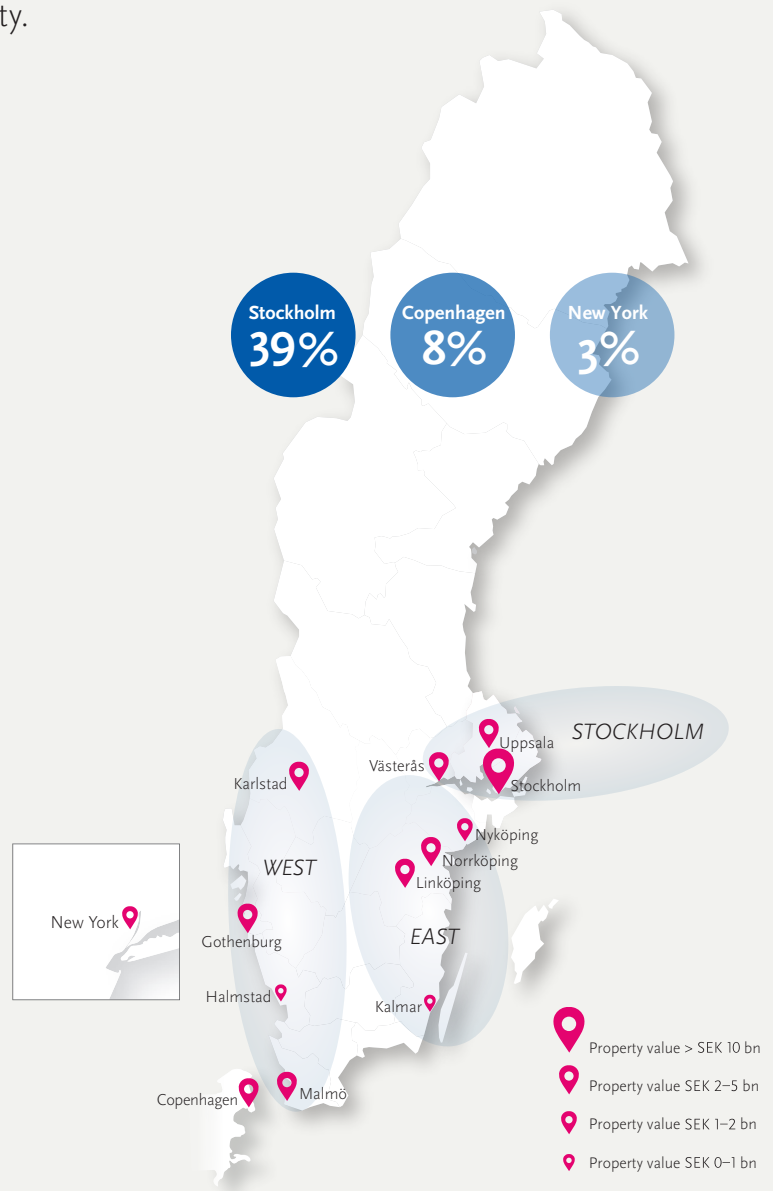 ty.
Stockholm
39%
Copenhagen
8%
New York
3%
STOCKHOLM
Uppsala
Västerås
Stockholm
Karlstad
Nyköping
WEST
Norrköping
Linköping
New York
Gothenburg
EAST
Halmstad
Kalmar
Copenhagen
Malmö
Property value > SEK 10 bn
Property value SEK 2–5 bn
Property value SEK 1–2 bn
Property value SEK 0–1 bn